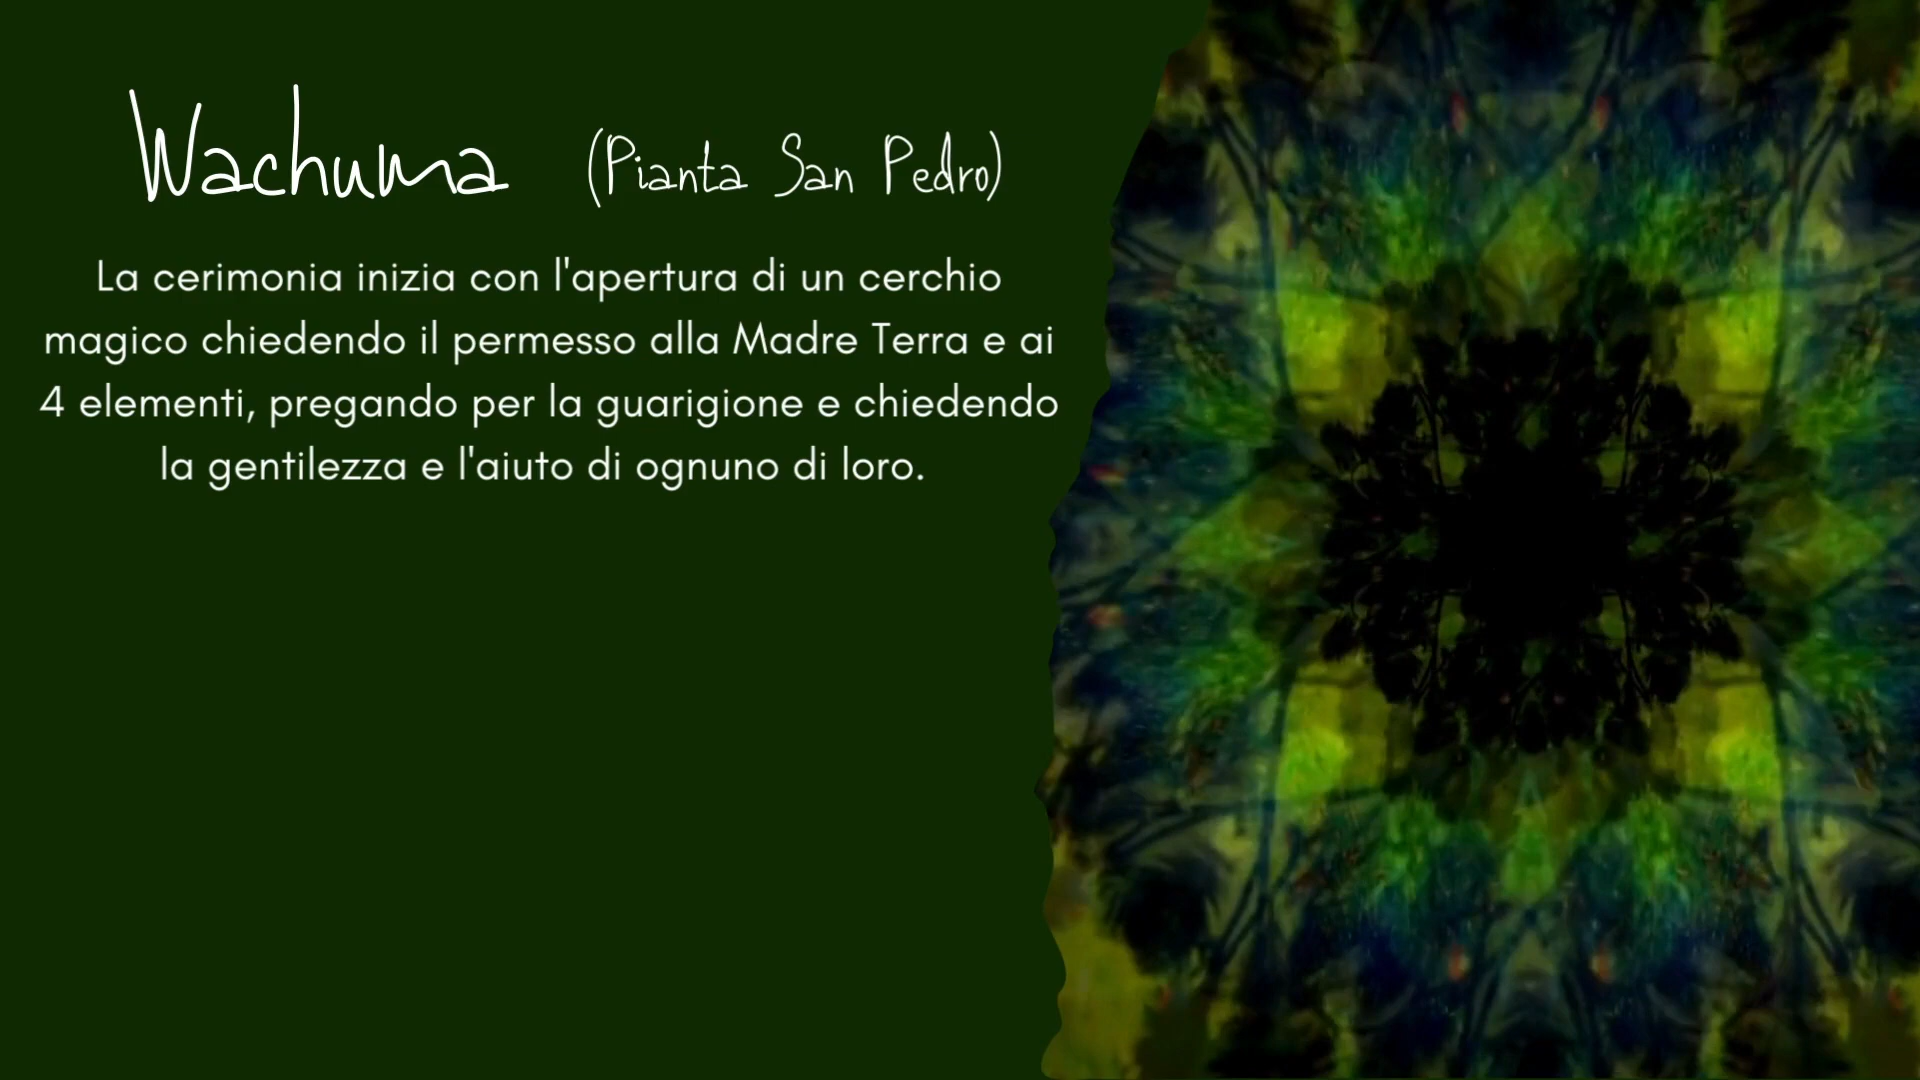 Wachuma (Pianta San Pedro)
La cerimonia inizia con l'apertura di un cerchio
magico chiedendo il permesso alla Madre Terra e ai
4 elementi, pregando per la guarigione e chiedendo
la gentilezza e l'aiuto di ognuno di loro.